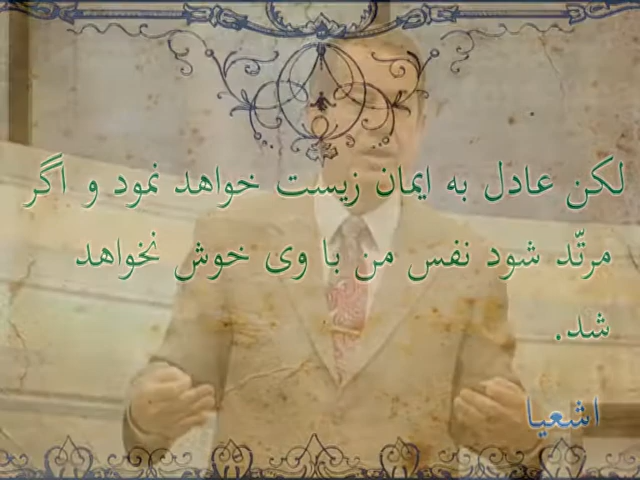 لکن عادل به ایمان زیست خواهد نمود و اگر
مرتّد شود نفس من با وی خوش نخواهد
شد.
اشعیا